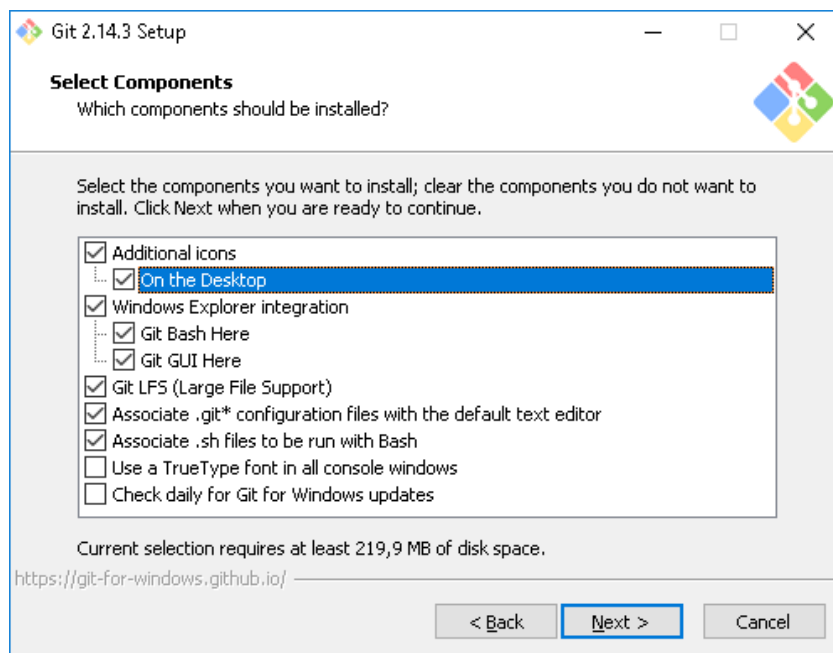 Git 2.14.3 Setup
Select Components
Which components should be installed?
Select the components you want to install; clear the components you do not want to
install. Click Next when you are ready to continue.
Additional icons
On the Desktop
Windows Explorer integration
Git Bash Here
Git GUI Here
Git LFS (Large File Support)
Associate .git* configuration files with the default text editor
Associate .sh files to be run with Bash
Use a TrueType font in all console windows
Check daily for Git for Windows updates
Current selection requires at least 219,9 MB of disk space.
https://git-for-windows.github.io/
< Back Next > Cancel